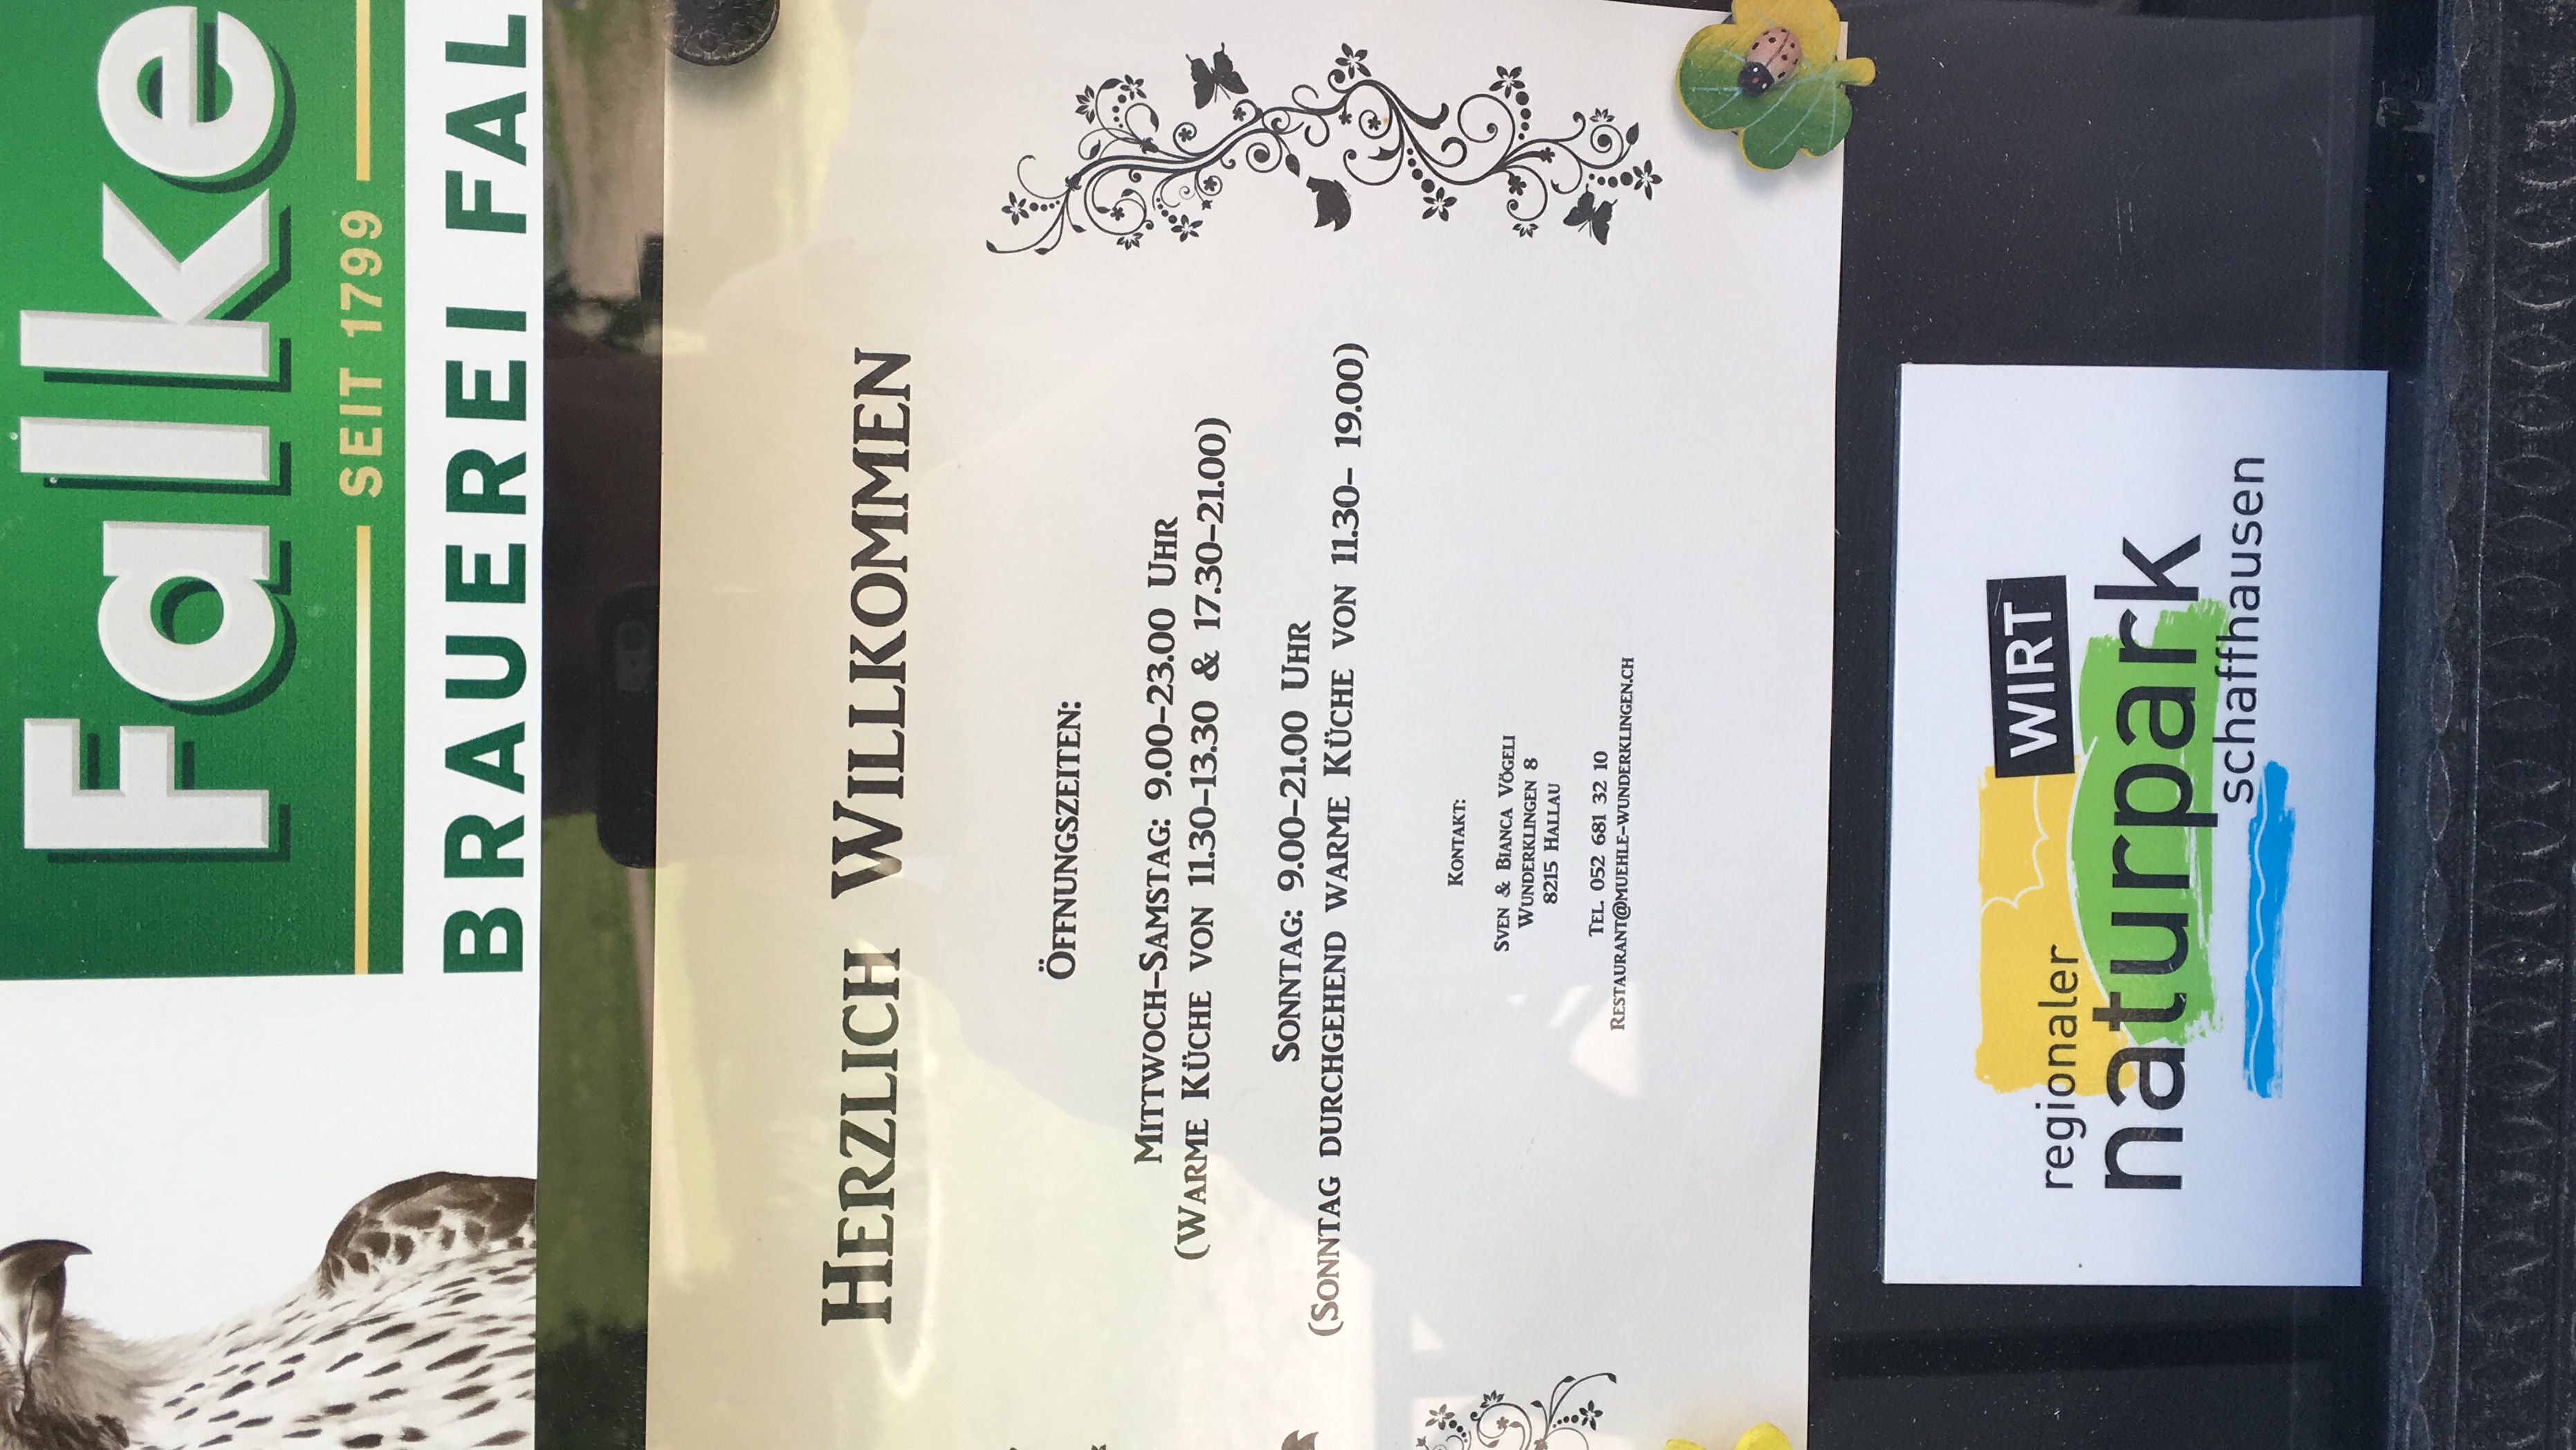 Falke
SEIT 1799
BRAUEREI FAL
HERZLICH WILLKOMMEN
ÖFFNUNGSZEITEN:
MITTWOCH-SAMSTAG: 9.00-23.00 UHR
(WARME KÜCHE VON 11.30-13.30 & 17.30-21.00)
SONNTAG: 9.00-21.00 UHR
(SONNTAG DURCHGEHEND WARME KÜCHE VON 11.30- 19.00)
KONTAKT:
SVEN & BIANCA VÖGELI
WUNDERKLINGEN 8
8215 HALLAU
TEL. 052 681 32 10
RESTAURANT@MUEHLE-WUNDERKLINGEN.CH
WIRT
regionaler
naturpark
schaffhausen